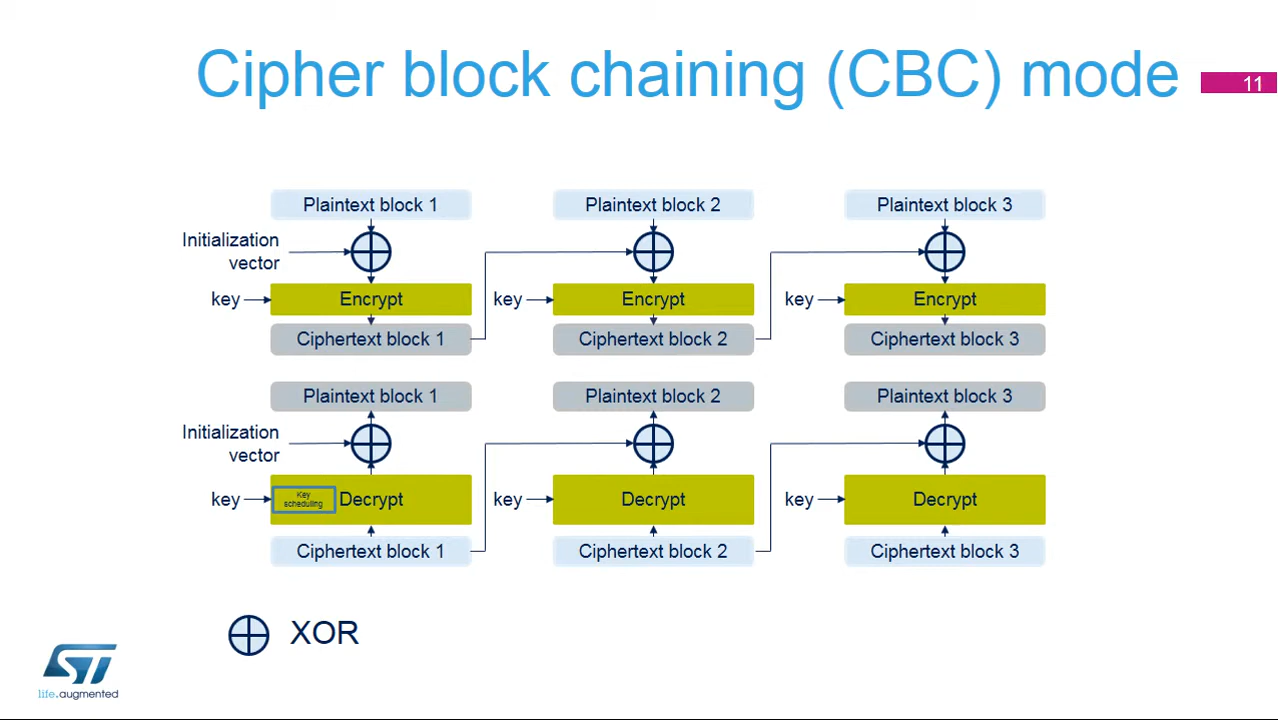 Cipher block chaining (CBC) mode
11
Plaintext block 1
Plaintext block 2
Plaintext block 3
Initialization
vector
key
Encrypt
key
Encrypt
key
Encrypt
Ciphertext block 1
Ciphertext block 2
Ciphertext block 3
Plaintext block 1
Plaintext block 2
Plaintext block 3
Initialization
vector
key
Key
scheduling
Decrypt
key
Decrypt
key
Decrypt
Ciphertext block 1
Ciphertext block 2
Ciphertext block 3
XOR
ST
life.augmented